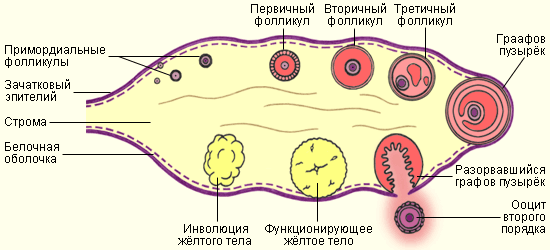 Первичный
фолликул
Вторичный
фолликул
Третичный
фолликул
Граафов
пузырёк
Примордиальные
фолликулы
Зачатковый
эпителий
Строма
Белочная
оболочка
Инволюция
жёлтого тела
Функционирующее
жёлтое тело
Разорвавшийся
графов пузырёк
Ооцит
второго
порядка